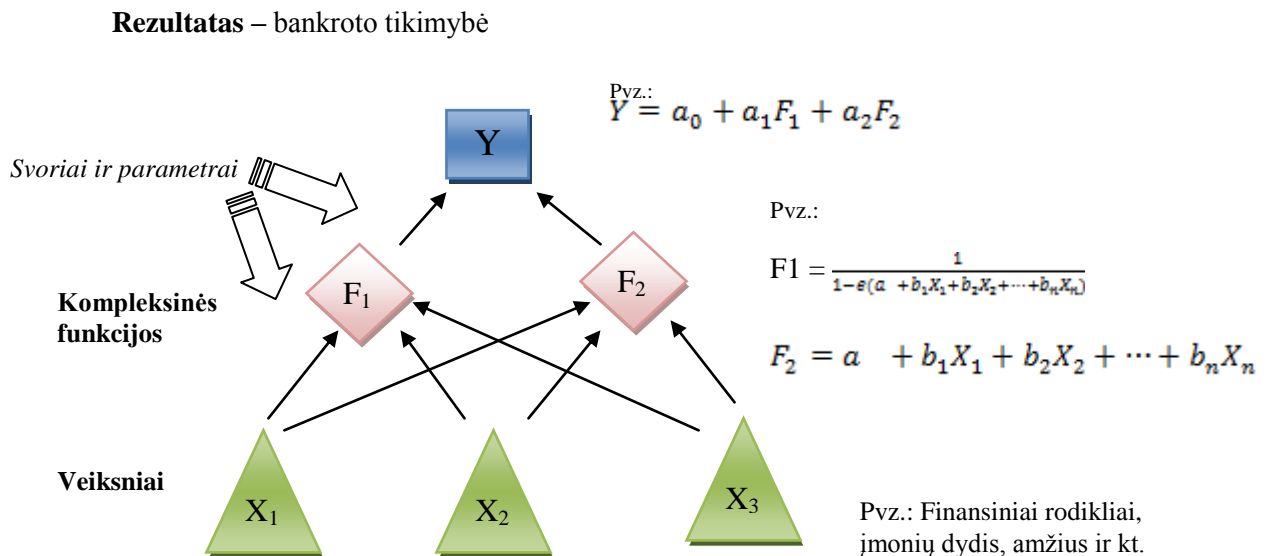 Rezultatas – bankroto tikimybė
Pvz.:
Y = a₀ + a₁F₁ + a₂F₂
Y
Svoriai ir parametrai
Pvz.:
F1 = 1 / 1−e(a +b₁X₁+b₂X₂+⋯+bₙXₙ)
F₁
F₂
Kompleksinės
funkcijos
F₂ = a + b₁X₁ + b₂X₂ + ⋯ + bₙXₙ
Veiksniai
X₁
X₂
X₃
Pvz.: Finansiniai rodikliai,
įmonių dydis, amžius ir kt.